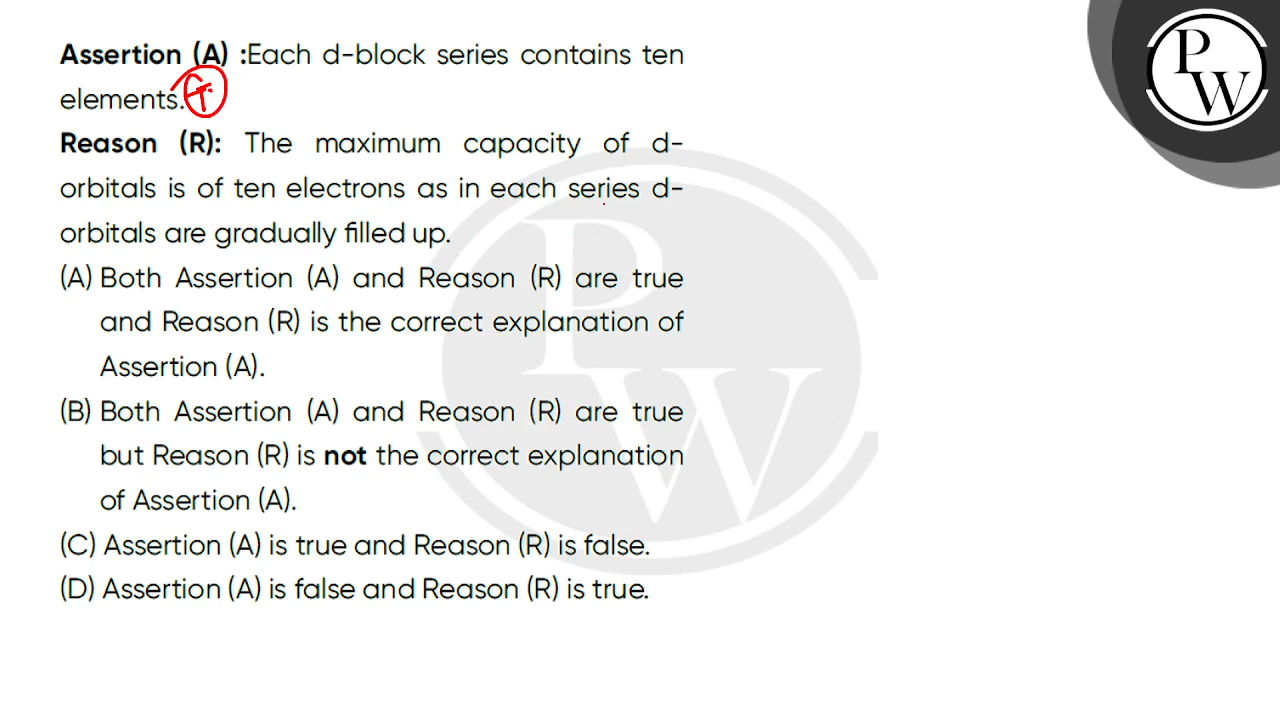 Assertion (A) :Each d-block series contains ten
elements. T
Reason (R): The maximum capacity of d-
orbitals is of ten electrons as in each series d-
orbitals are gradually filled up.
(A) Both Assertion (A) and Reason (R) are true
and Reason (R) is the correct explanation of
Assertion (A).
(B) Both Assertion (A) and Reason (R) are true
but Reason (R) is not the correct explanation
of Assertion (A).
(C) Assertion (A) is true and Reason (R) is false.
(D) Assertion (A) is false and Reason (R) is true.
P
W
P
W